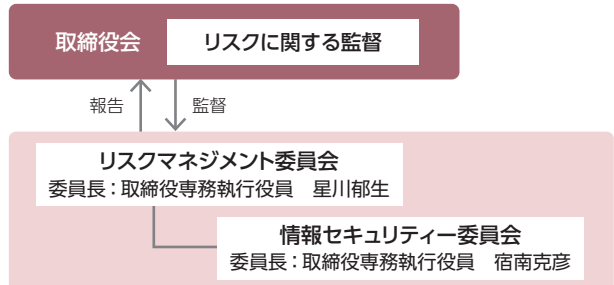 取締役会
リスクに関する監督
報告
監督
リスクマネジメント委員会
委員長：取締役専務執行役員　星川郁生
情報セキュリティー委員会
委員長：取締役専務執行役員　宿南克彦